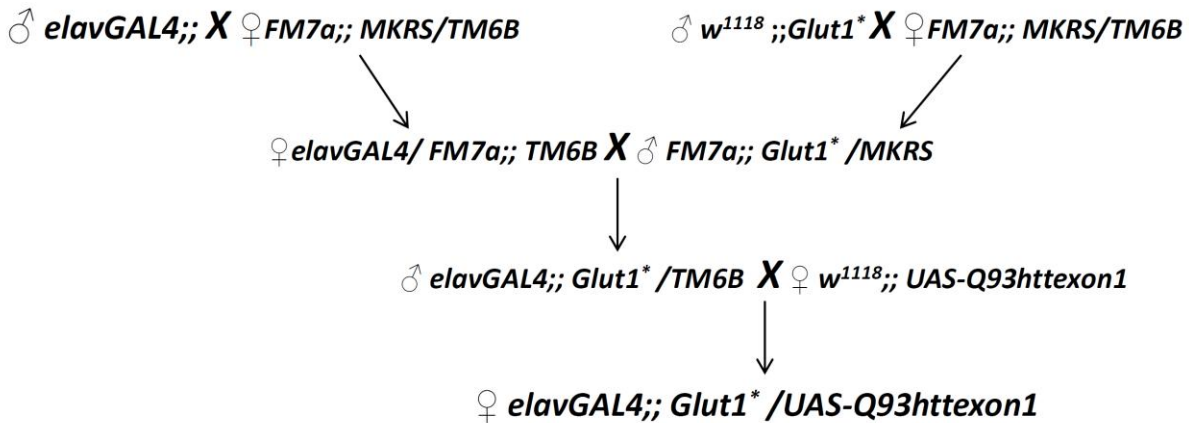 ♂ elavGAL4;; X ♀FM7a;; MKRS/TM6B ♂ w¹¹¹⁸ ;;Glut1* X ♀FM7a;; MKRS/TM6B
♀elavGAL4/ FM7a;; TM6B X ♂ FM7a;; Glut1* /MKRS
♂ elavGAL4;; Glut1* /TM6B X ♀ w¹¹¹⁸;; UAS-Q93httexon1
♀ elavGAL4;; Glut1* /UAS-Q93httexon1